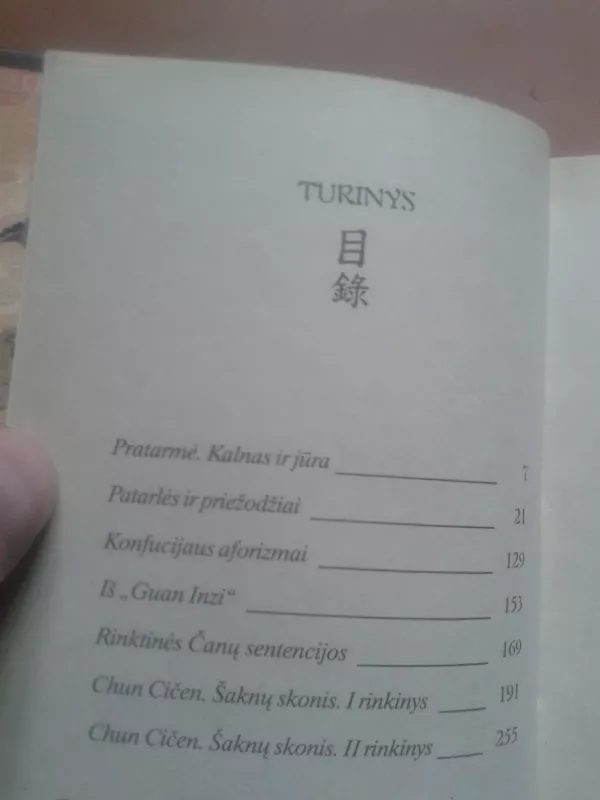 TURINYS
目
錄
Pratarmė. Kalnas ir jūra 7
Patarlės ir priežodžiai 21
Konfucijaus aforizmai 129
Iš „Guan Inzi“ 153
Rinktinės Čanų sentencijos 169
Chun Cičen. Šaknų skonis. I rinkinys 191
Chun Cičen. Šaknų skonis. II rinkinys 255